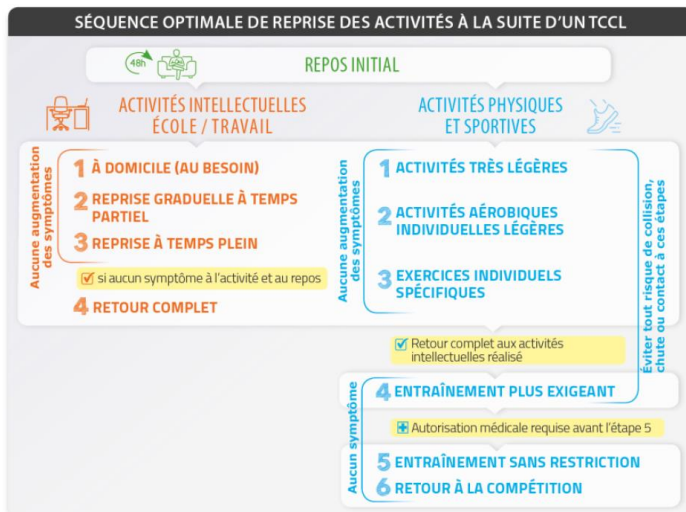 SÉQUENCE OPTIMALE DE REPRISE DES ACTIVITÉS À LA SUITE D'UN TCCL
48h
REPOS INITIAL
ACTIVITÉS INTELLECTUELLES
ÉCOLE / TRAVAIL
Aucune augmentation
des symptômes
1 À DOMICILE (AU BESOIN)
2 REPRISE GRADUELLE À TEMPS
PARTIEL
3 REPRISE À TEMPS PLEIN
si aucun symptôme à l'activité et au repos
4 RETOUR COMPLET
ACTIVITÉS PHYSIQUES
ET SPORTIVES
Aucune augmentation
des symptômes
1 ACTIVITÉS TRÈS LÉGÈRES
2 ACTIVITÉS AÉROBIQUES
INDIVIDUELLES LÉGÈRES
3 EXERCICES INDIVIDUELS
SPÉCIFIQUES
Retour complet aux activités
intellectuelles réalisé
Éviter tout risque de collision,
chute ou contact à ces étapes
Aucun symptôme
4 ENTRAÎNEMENT PLUS EXIGEANT
Autorisation médicale requise avant l'étape 5
5 ENTRAÎNEMENT SANS RESTRICTION
6 RETOUR À LA COMPÉTITION